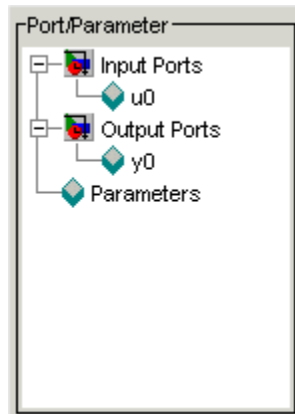 Port/Parameter
Input Ports
u0
Output Ports
y0
Parameters